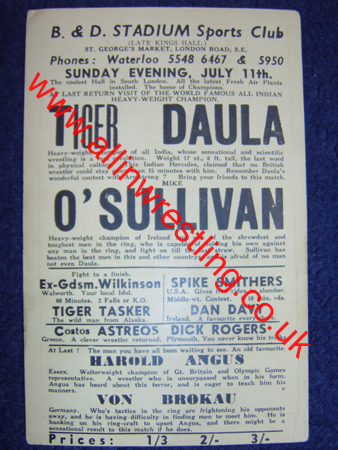 B. & D. STADIUM Sports Club
(LATE KINGS HALL)
ST. GEORGE'S MARKET, LONDON ROAD, S.E.
Phones: Waterloo 5548 6467 & 5950
SUNDAY EVENING, JULY 11th.
The coolest Hall in South London. All the latest Fresh Air Plants
installed. The home of Champions.
LAST RETURN VISIT OF THE WORLD FAMOUS ALL INDIAN
HEAVY-WEIGHT CHAMPION.
TIGER DAULA
Heavy-weight of all India, whose sensational and scientific
wrestling is a Weight 17 st., 6 ft. tall, the last word
in physical This Indian Hercules, claimed that no British
wrestler could stay than 15 minutes with him. Remember Daula's
wonderful contest with ? Bring your friends to this match.
MIKE
O'SULLIVAN
Heavy-weight champion of Ireland the shrewdest and
toughest men in the ring, who is capable his own against
any man in the ring, and fight on till straw. Sullivan has
beaten the best men in this and other count afraid of no man
not even Daula.
Fight to a finish.
Ex-Gdsm. Wilkinson SPIKE SMITHERS
Walworth. Your local Idol. U.S.A. Gives slumber.
60 Minutes. 2 Falls or K.O. Middle-wt. Contest. min. rds.
TIGER TASKER DAN DAVY
The wild man from Alaska. Ireland. A favourite every
Costos ASTREOS DICK ROGERS
Greece. A clever wrestler returned. Plymouth. You never know his tri
At Last ! The man you have all been waiting to see. An old favourite.
HAROLD ANGUS
Essex. Welterweight champion of Gt. Britain and Olympic Games
representative. A wrestler who is unsurpassed when in his form.
Angus has heard about this terror, and is eager to teach him his
manners.
VON BROKAU
Germany. Who's tactics in the ring are frightening his opponents
away, and he is having difficulty in finding men to meet him. He is
banking on his ring-craft to upset Angus, and there might be a
sensational result to this match if he does.
Prices: 1/3 2/- 3/-
www.allinwrestling.co.uk